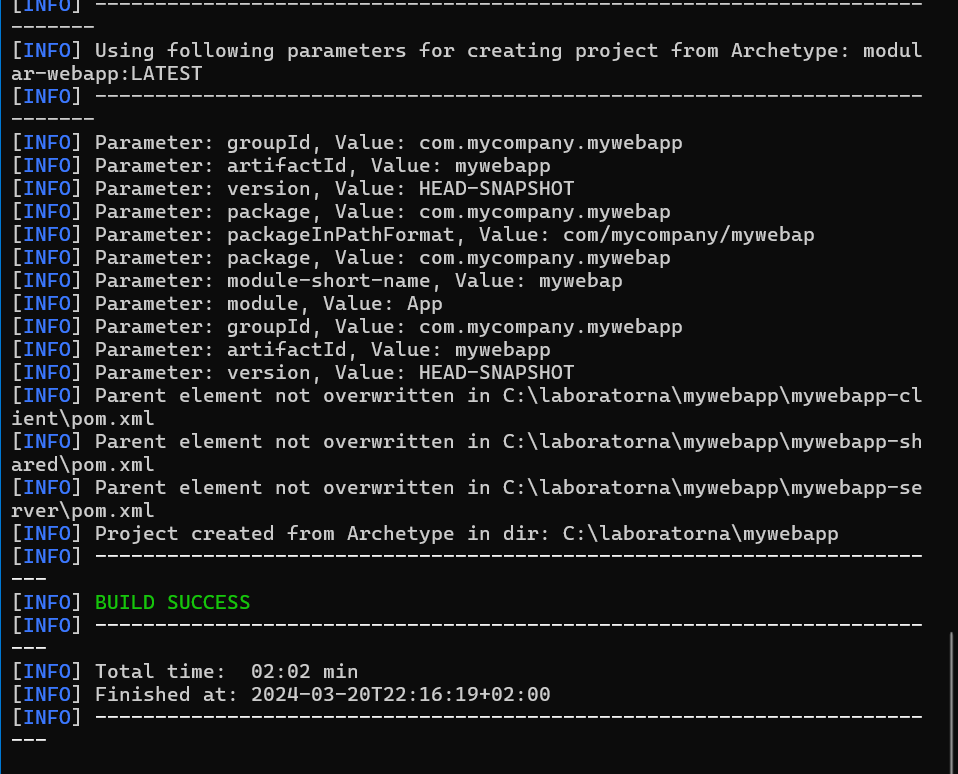 [INFO] ---------------------------------------------------------------------
-------
[INFO] Using following parameters for creating project from Archetype: modul
ar-webapp:LATEST
[INFO] ---------------------------------------------------------------------
-------
[INFO] Parameter: groupId, Value: com.mycompany.mywebapp
[INFO] Parameter: artifactId, Value: mywebapp
[INFO] Parameter: version, Value: HEAD-SNAPSHOT
[INFO] Parameter: package, Value: com.mycompany.mywebap
[INFO] Parameter: packageInPathFormat, Value: com/mycompany/mywebap
[INFO] Parameter: package, Value: com.mycompany.mywebap
[INFO] Parameter: module-short-name, Value: mywebap
[INFO] Parameter: module, Value: App
[INFO] Parameter: groupId, Value: com.mycompany.mywebapp
[INFO] Parameter: artifactId, Value: mywebapp
[INFO] Parameter: version, Value: HEAD-SNAPSHOT
[INFO] Parent element not overwritten in C:\laboratorna\mywebapp\mywebapp-cl
ient\pom.xml
[INFO] Parent element not overwritten in C:\laboratorna\mywebapp\mywebapp-sh
ared\pom.xml
[INFO] Parent element not overwritten in C:\laboratorna\mywebapp\mywebapp-se
rver\pom.xml
[INFO] Project created from Archetype in dir: C:\laboratorna\mywebapp
[INFO] ---------------------------------------------------------------------
---
[INFO] BUILD SUCCESS
[INFO] ---------------------------------------------------------------------
---
[INFO] Total time:  02:02 min
[INFO] Finished at: 2024-03-20T22:16:19+02:00
[INFO] ---------------------------------------------------------------------
---